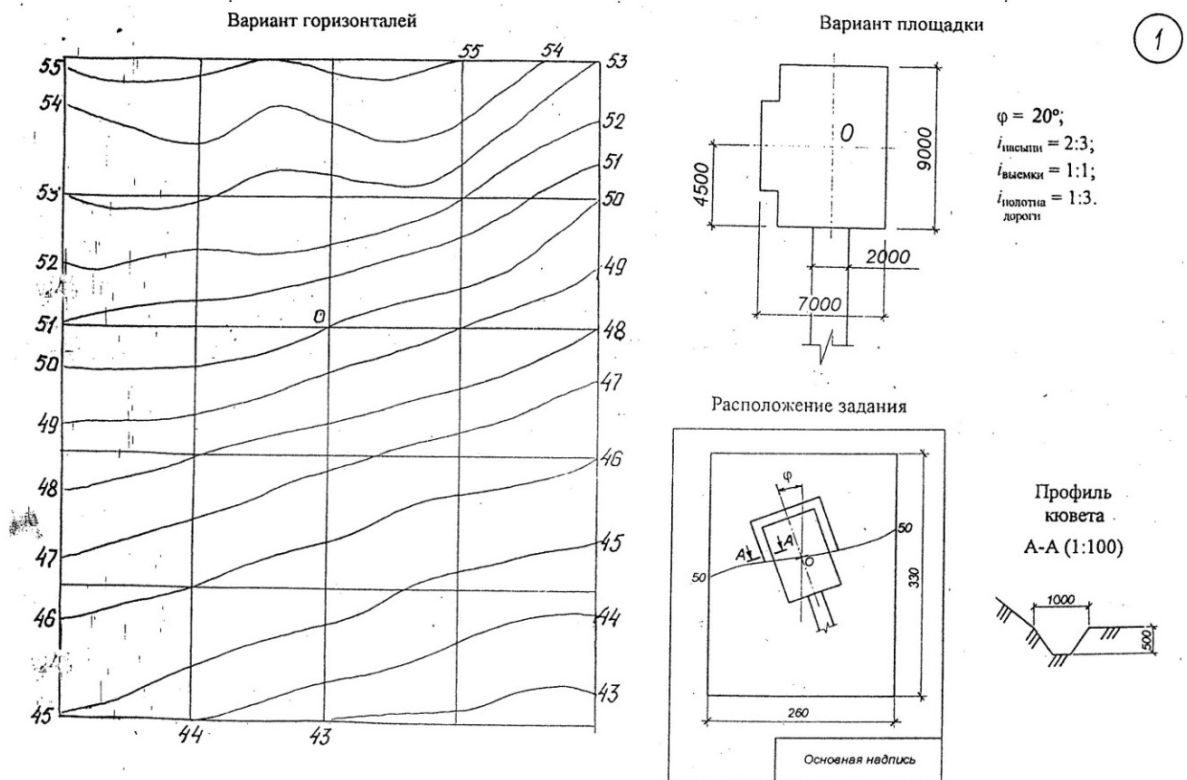 Вариант горизонталей
55 54
55 53
54
52
51
53
50
52
49
51
О
48
50
47
49
46
48
45
47
44
46
43
45
44 43
Вариант площадки
1
О
4500
9000
2000
7000
φ = 20°;
iнасыпи = 2:3;
iвыемки = 1:1;
iполотна = 1:3.
дороги
Расположение задания
φ
А А
О
50
50
330
260
Основная надпись
Профиль
кювета
А-А (1:100)
1000
500